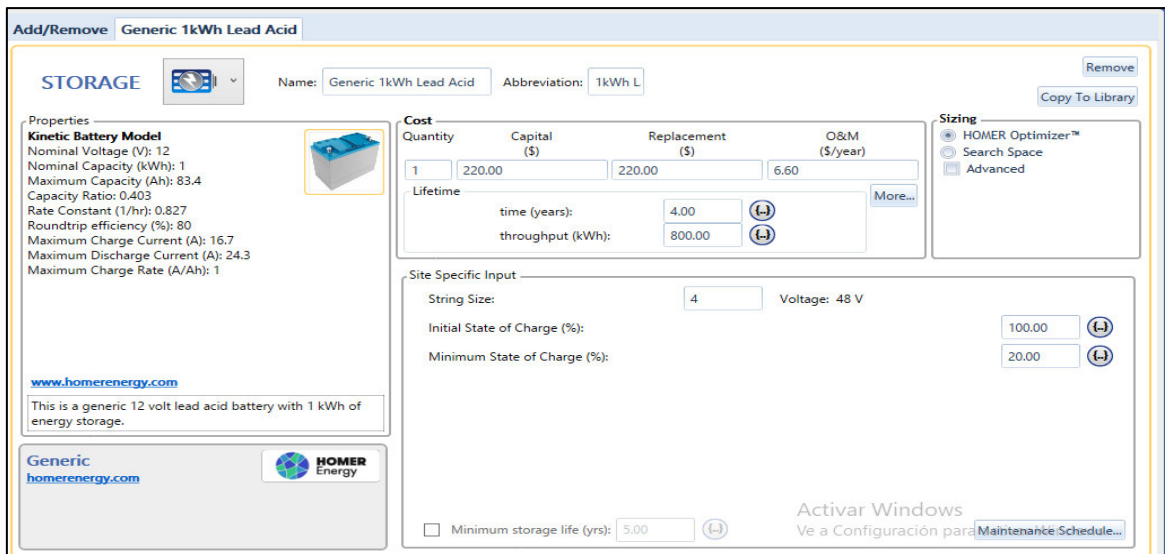 Add/Remove Generic 1kWh Lead Acid
STORAGE
Name: Generic 1kWh Lead Acid Abbreviation: 1kWh L
Remove
Copy To Library
Properties
Kinetic Battery Model
Nominal Voltage (V): 12
Nominal Capacity (kWh): 1
Maximum Capacity (Ah): 83.4
Capacity Ratio: 0.403
Rate Constant (1/hr): 0.827
Roundtrip efficiency (%): 80
Maximum Charge Current (A): 16.7
Maximum Discharge Current (A): 24.3
Maximum Charge Rate (A/Ah): 1
www.homerenergy.com
This is a generic 12 volt lead acid battery with 1 kWh of
energy storage.
Generic
homerenergy.com
HOMER
Energy
Cost
Quantity Capital Replacement O&M
($) ($) ($/year)
1 220.00 220.00 6.60
Lifetime
More...
time (years): 4.00 {..}
throughput (kWh): 800.00 {..}
Sizing
HOMER Optimizer™
Search Space
Advanced
Site Specific Input
String Size: 4 Voltage: 48 V
Initial State of Charge (%): 100.00 {..}
Minimum State of Charge (%): 20.00 {..}
Minimum storage life (yrs): 5.00 {..}
Activar Windows
Ve a Configuración para
Maintenance Schedule...